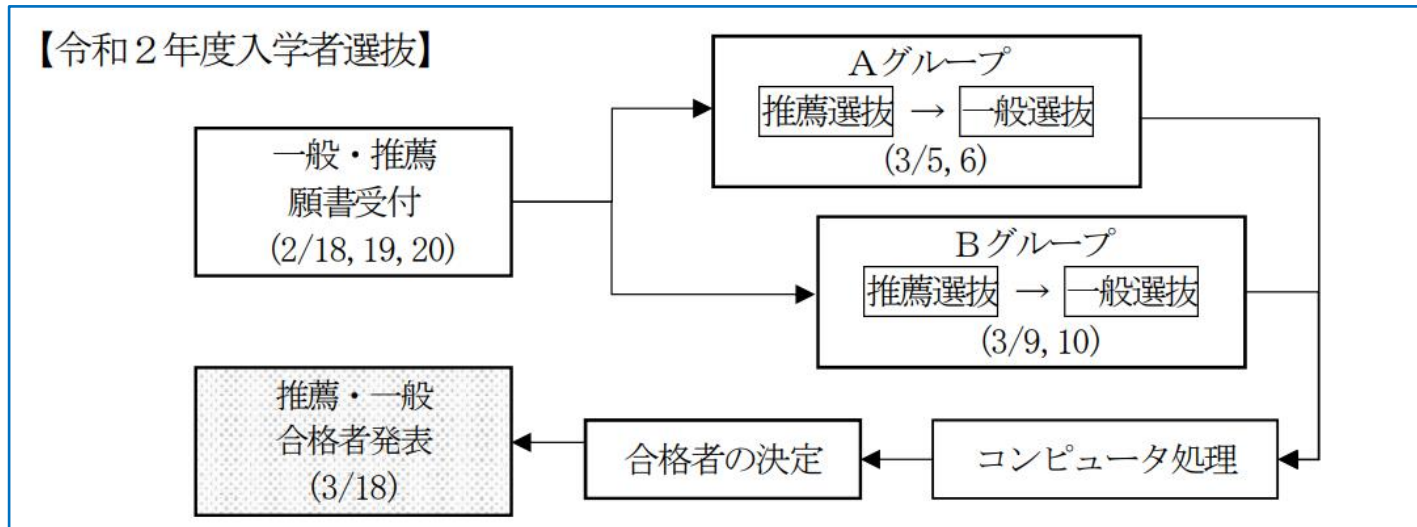 【令和２年度入学者選抜】
一般・推薦
願書受付
(2/18, 19, 20)
Ａグループ
推薦選抜 → 一般選抜
(3/5, 6)
Ｂグループ
推薦選抜 → 一般選抜
(3/9, 10)
コンピュータ処理
合格者の決定
推薦・一般
合格者発表
(3/18)